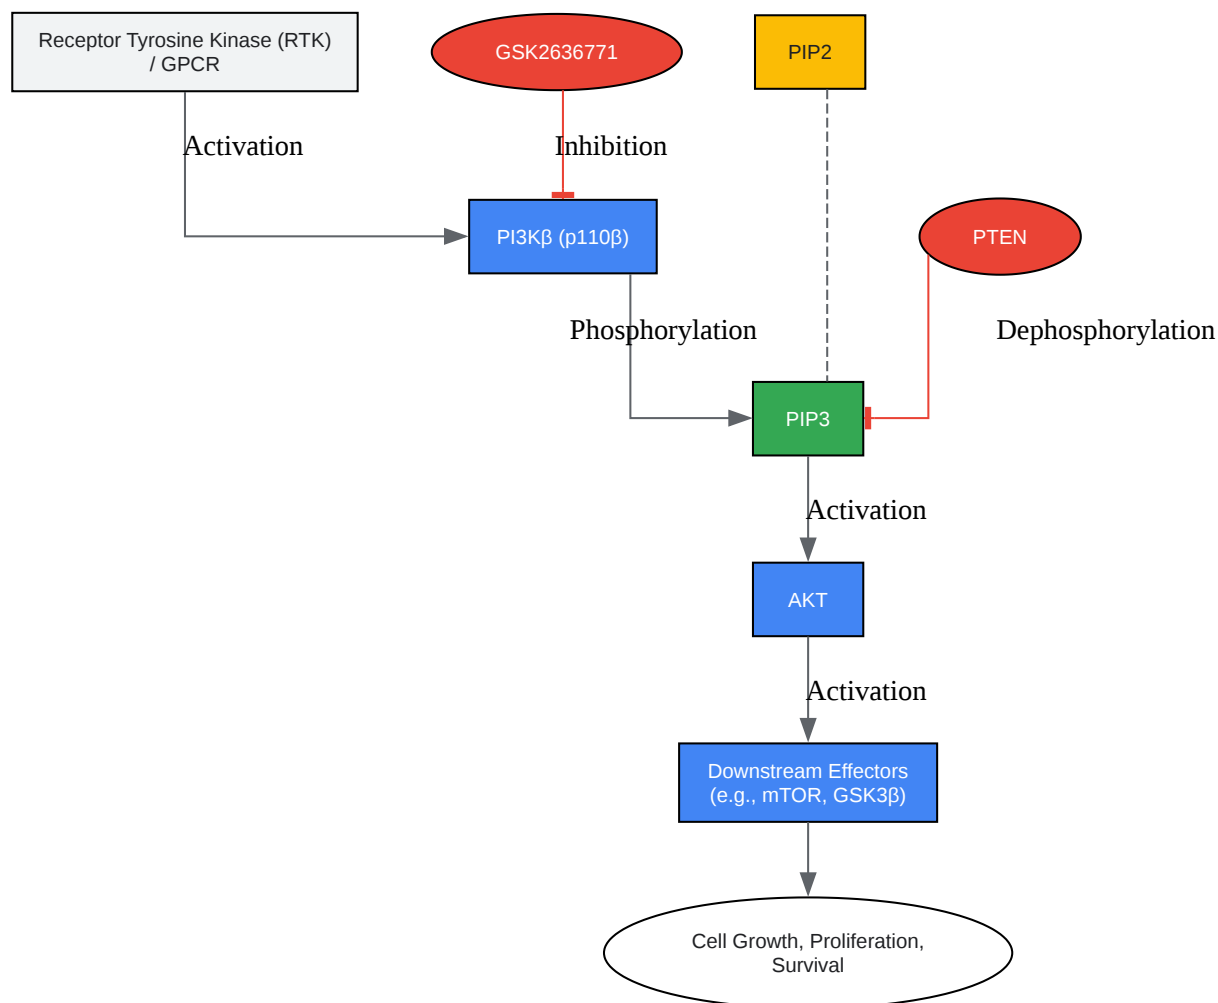 Receptor Tyrosine Kinase (RTK)
/ GPCR
GSK2636771
PIP2
Activation
Inhibition
PI3Kβ (p110β)
PTEN
Phosphorylation
Dephosphorylation
PIP3
Activation
AKT
Activation
Downstream Effectors
(e.g., mTOR, GSK3β)
Cell Growth, Proliferation,
Survival